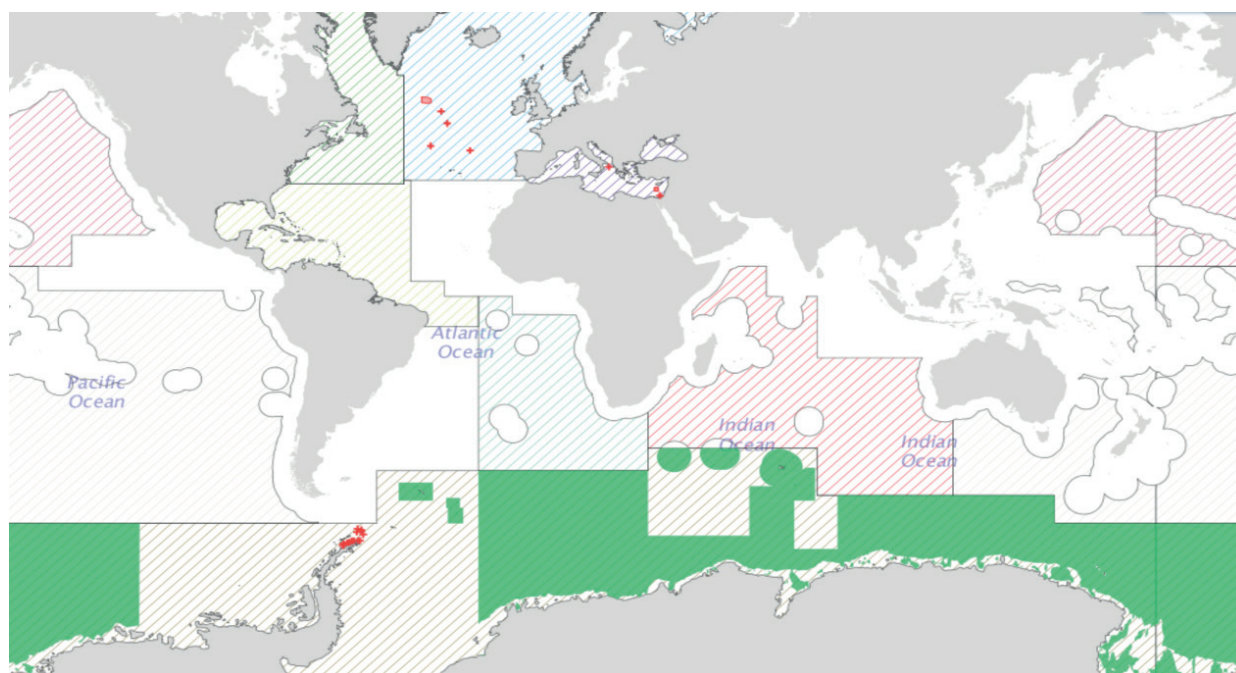 Atlantic
Ocean
Pacific
Ocean
Indian
Ocean
Indian
Ocean